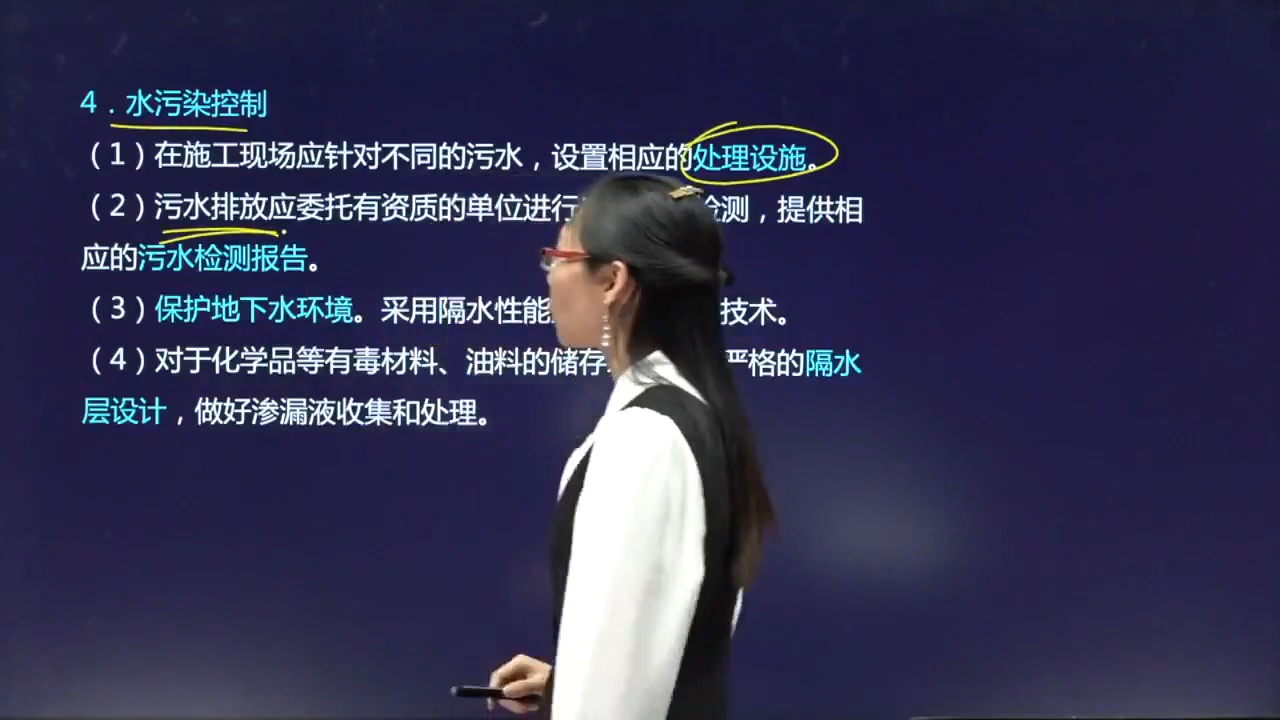 4．水污染控制
（1）在施工现场应针对不同的污水，设置相应的处理设施。
（2）污水排放应委托有资质的单位进行 检测，提供相
应的污水检测报告。
（3）保护地下水环境。采用隔水性能 技术。
（4）对于化学品等有毒材料、油料的储存 严格的隔水
层设计，做好渗漏液收集和处理。